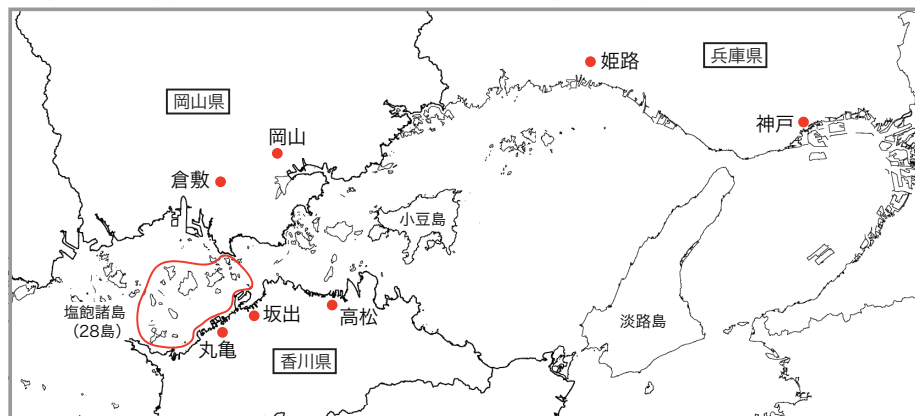 兵庫県
姫路
岡山県
神戸
岡山
倉敷
小豆島
塩飽諸島
（28島）
坂出
高松
淡路島
丸亀
香川県